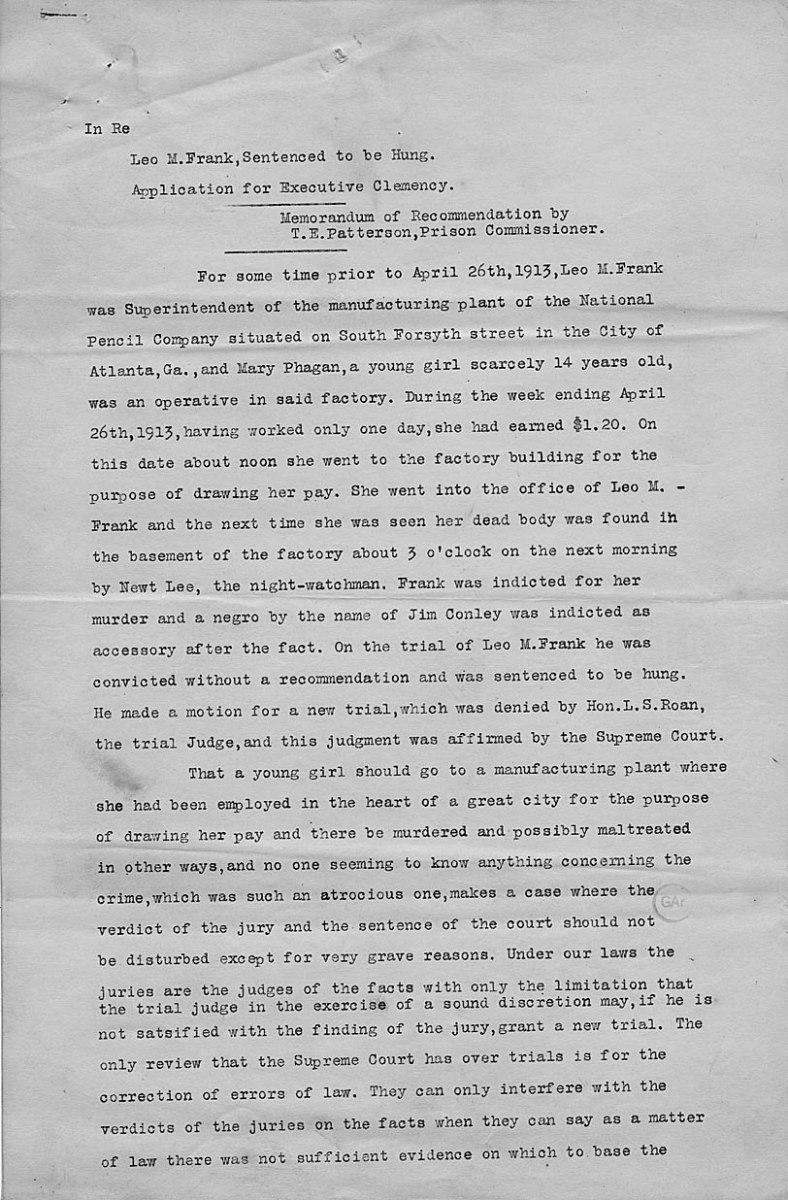 In Re
Leo M.Frank,Sentenced to be Hung.
Application for Executive Clemency.
Memorandum of Recommendation by
T.E.Patterson,Prison Commissioner.
For some time prior to April 26th,1913,Leo M.Frank
was Superintendent of the manufacturing plant of the National
Pencil Company situated on South Forsyth street in the City of
Atlanta,Ga.,and Mary Phagan,a young girl scarcely 14 years old,
was an operative in said factory. During the week ending April
26th,1913,having worked only one day,she had earned $1.20. On
this date about noon she went to the factory building for the
purpose of drawing her pay. She went into the office of Leo M. -
Frank and the next time she was seen her dead body was found in
the basement of the factory about 3 o'clock on the next morning
by Newt Lee, the night-watchman. Frank was indicted for her
murder and a negro by the name of Jim Conley was indicted as
accessory after the fact. On the trial of Leo M.Frank he was
convicted without a recommendation and was sentenced to be hung.
He made a motion for a new trial,which was denied by Hon.L.S.Roan,
the trial Judge,and this judgment was affirmed by the Supreme Court.
That a young girl should go to a manufacturing plant where
she had been employed in the heart of a great city for the purpose
of drawing her pay and there be murdered and possibly maltreated
in other ways,and no one seeming to know anything concerning the
crime,which was such an atrocious one,makes a case where the
GAr
verdict of the jury and the sentence of the court should not
be disturbed except for very grave reasons. Under our laws the
juries are the judges of the facts with only the limitation that
the trial judge in the exercise of a sound discretion may,if he is
not satsified with the finding of the jury,grant a new trial. The
only review that the Supreme Court has over trials is for the
correction of errors of law. They can only interfere with the
verdicts of the juries on the facts when they can say as a matter
of law there was not sufficient evidence on which to base the